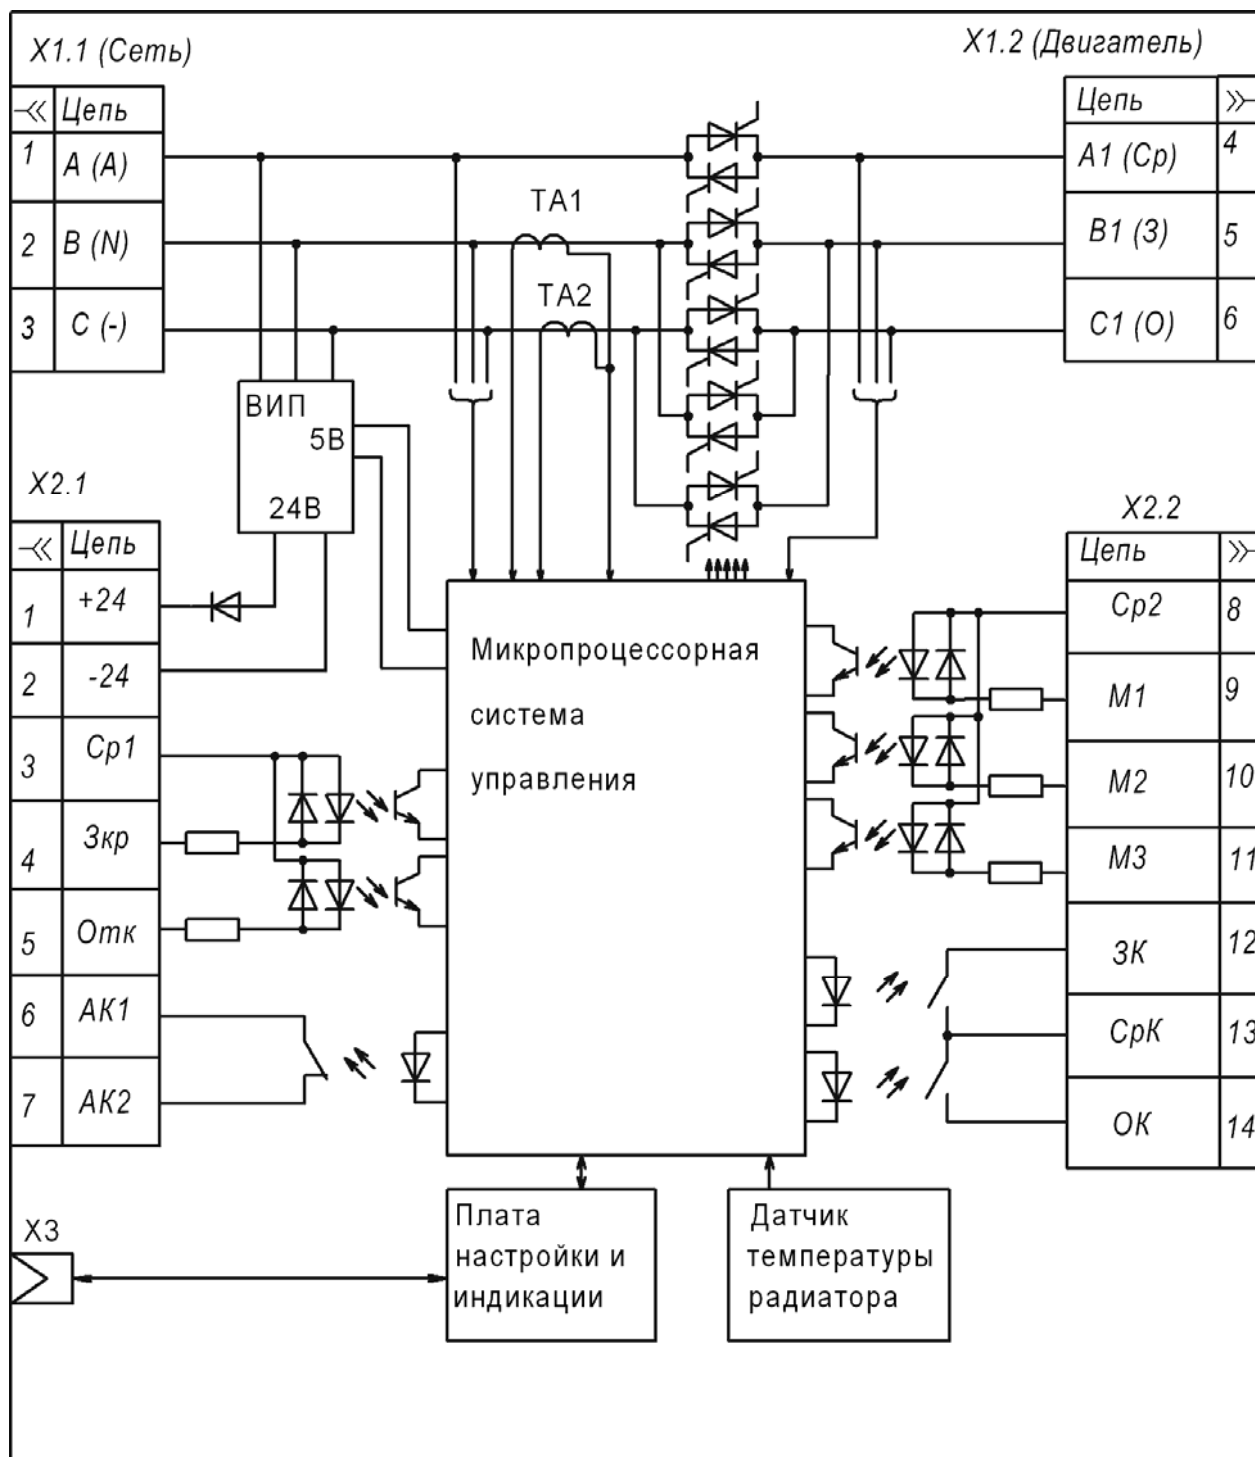 X1.1 (Сеть)
X1.2 (Двигатель)
Цепь
1 A (A)
2 B (N)
3 C (-)
Цепь
A1 (Ср) 4
B1 (З) 5
C1 (О) 6
TA1
TA2
ВИП
5В
24В
X2.1
Цепь
1 +24
2 -24
3 Ср1
4 Зкр
5 Отк
6 АК1
7 АК2
Микропроцессорная
система
управления
X2.2
Цепь
Ср2 8
М1 9
М2 10
М3 11
ЗК 12
СрК 13
ОК 14
X3
Плата
настройки и
индикации
Датчик
температуры
радиатора